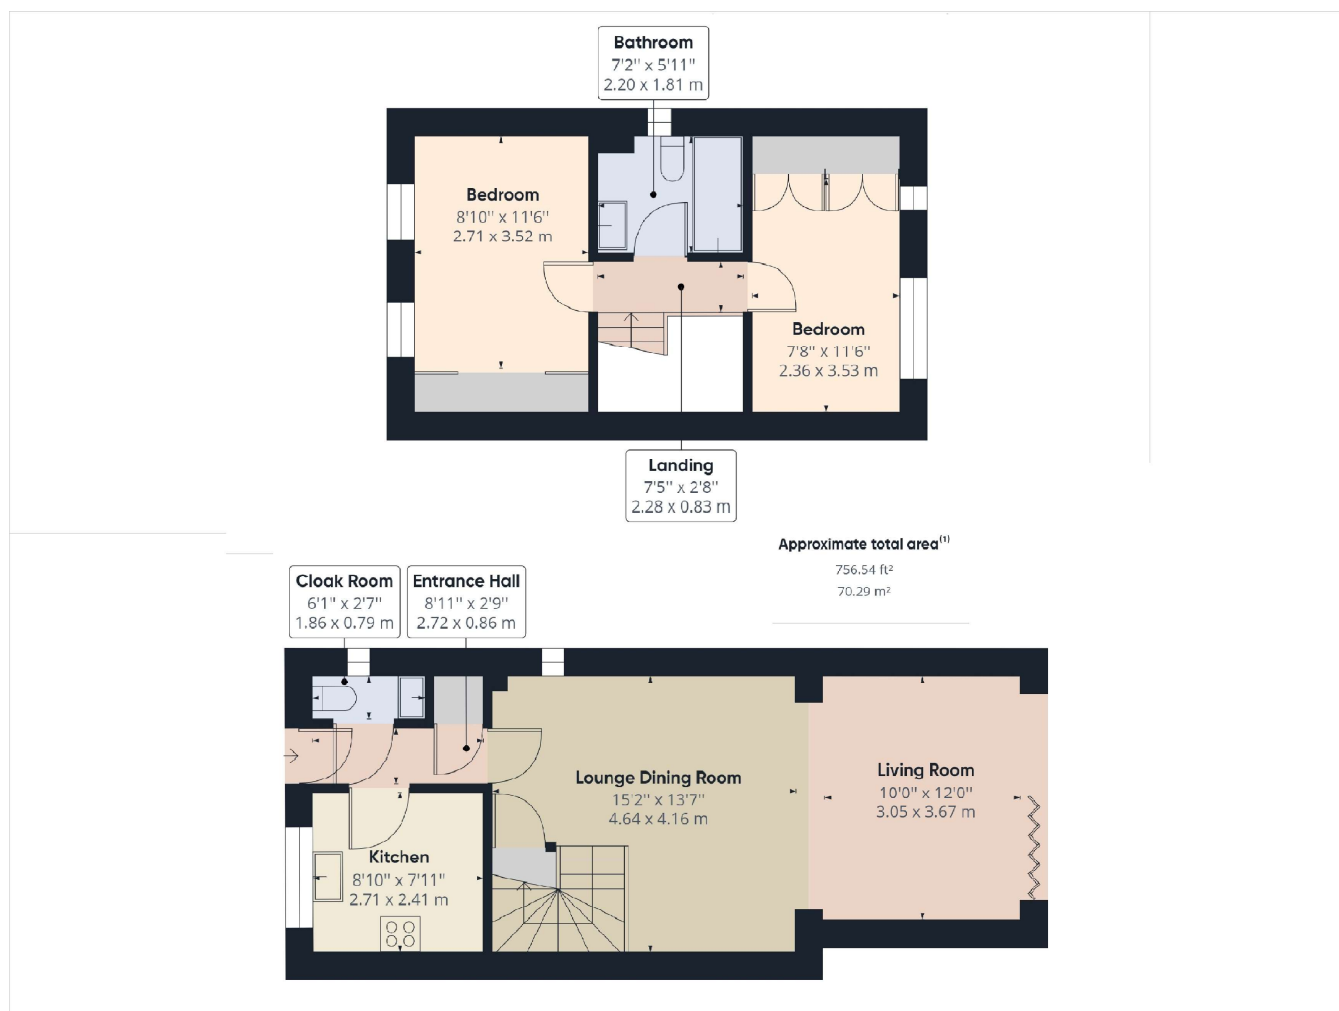 Bathroom
7'2'' x 5'11''
2.20 x 1.81 m
Bedroom
8'10'' x 11'6''
2.71 x 3.52 m
Bedroom
7'8'' x 11'6''
2.36 x 3.53 m
Landing
7'5'' x 2'8''
2.28 x 0.83 m
Approximate total area(1)
756.54 ft²
70.29 m²
Cloak Room
6'1'' x 2'7''
1.86 x 0.79 m
Entrance Hall
8'11'' x 2'9''
2.72 x 0.86 m
Lounge Dining Room
15'2'' x 13'7''
4.64 x 4.16 m
Living Room
10'0'' x 12'0''
3.05 x 3.67 m
Kitchen
8'10'' x 7'11''
2.71 x 2.41 m